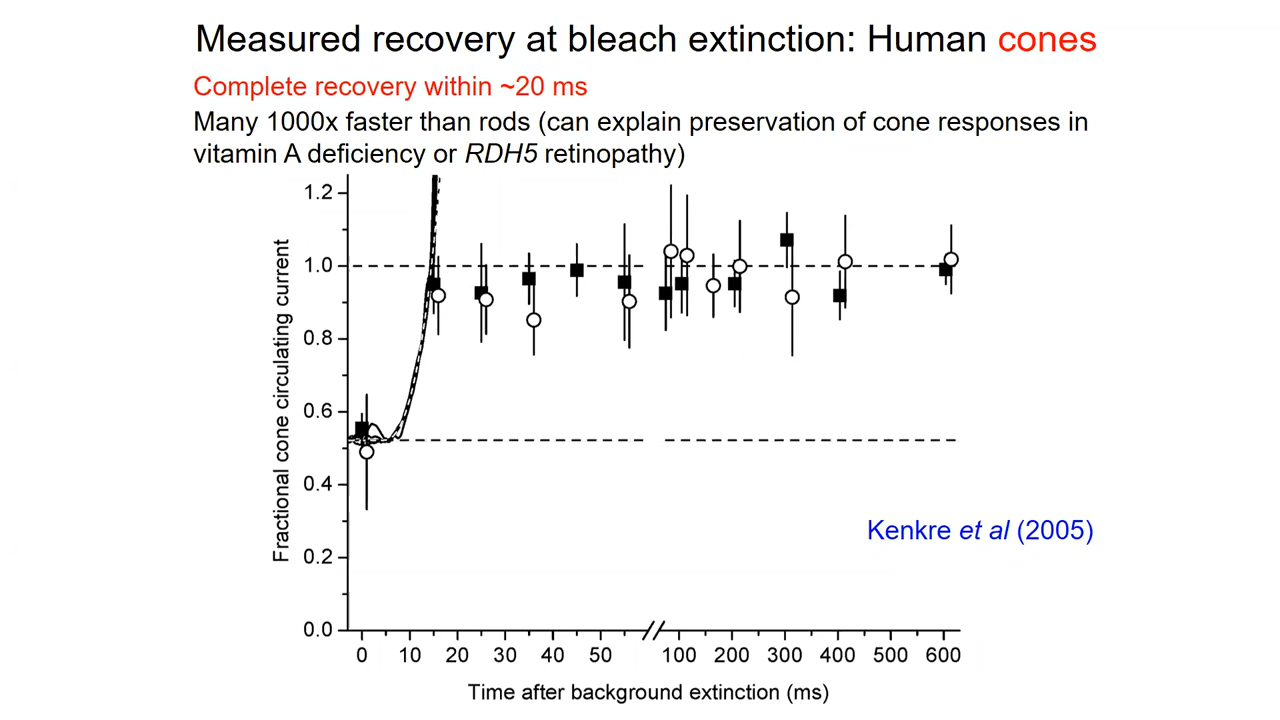 Measured recovery at bleach extinction: Human cones
Complete recovery within ~20 ms
Many 1000x faster than rods (can explain preservation of cone responses in
vitamin A deficiency or RDH5 retinopathy)
1.2
1.0
0.8
0.6
0.4
0.2
0.0
Fractional cone circulating current
Kenkre et al (2005)
0 10 20 30 40 50 100 200 300 400 500 600
Time after background extinction (ms)